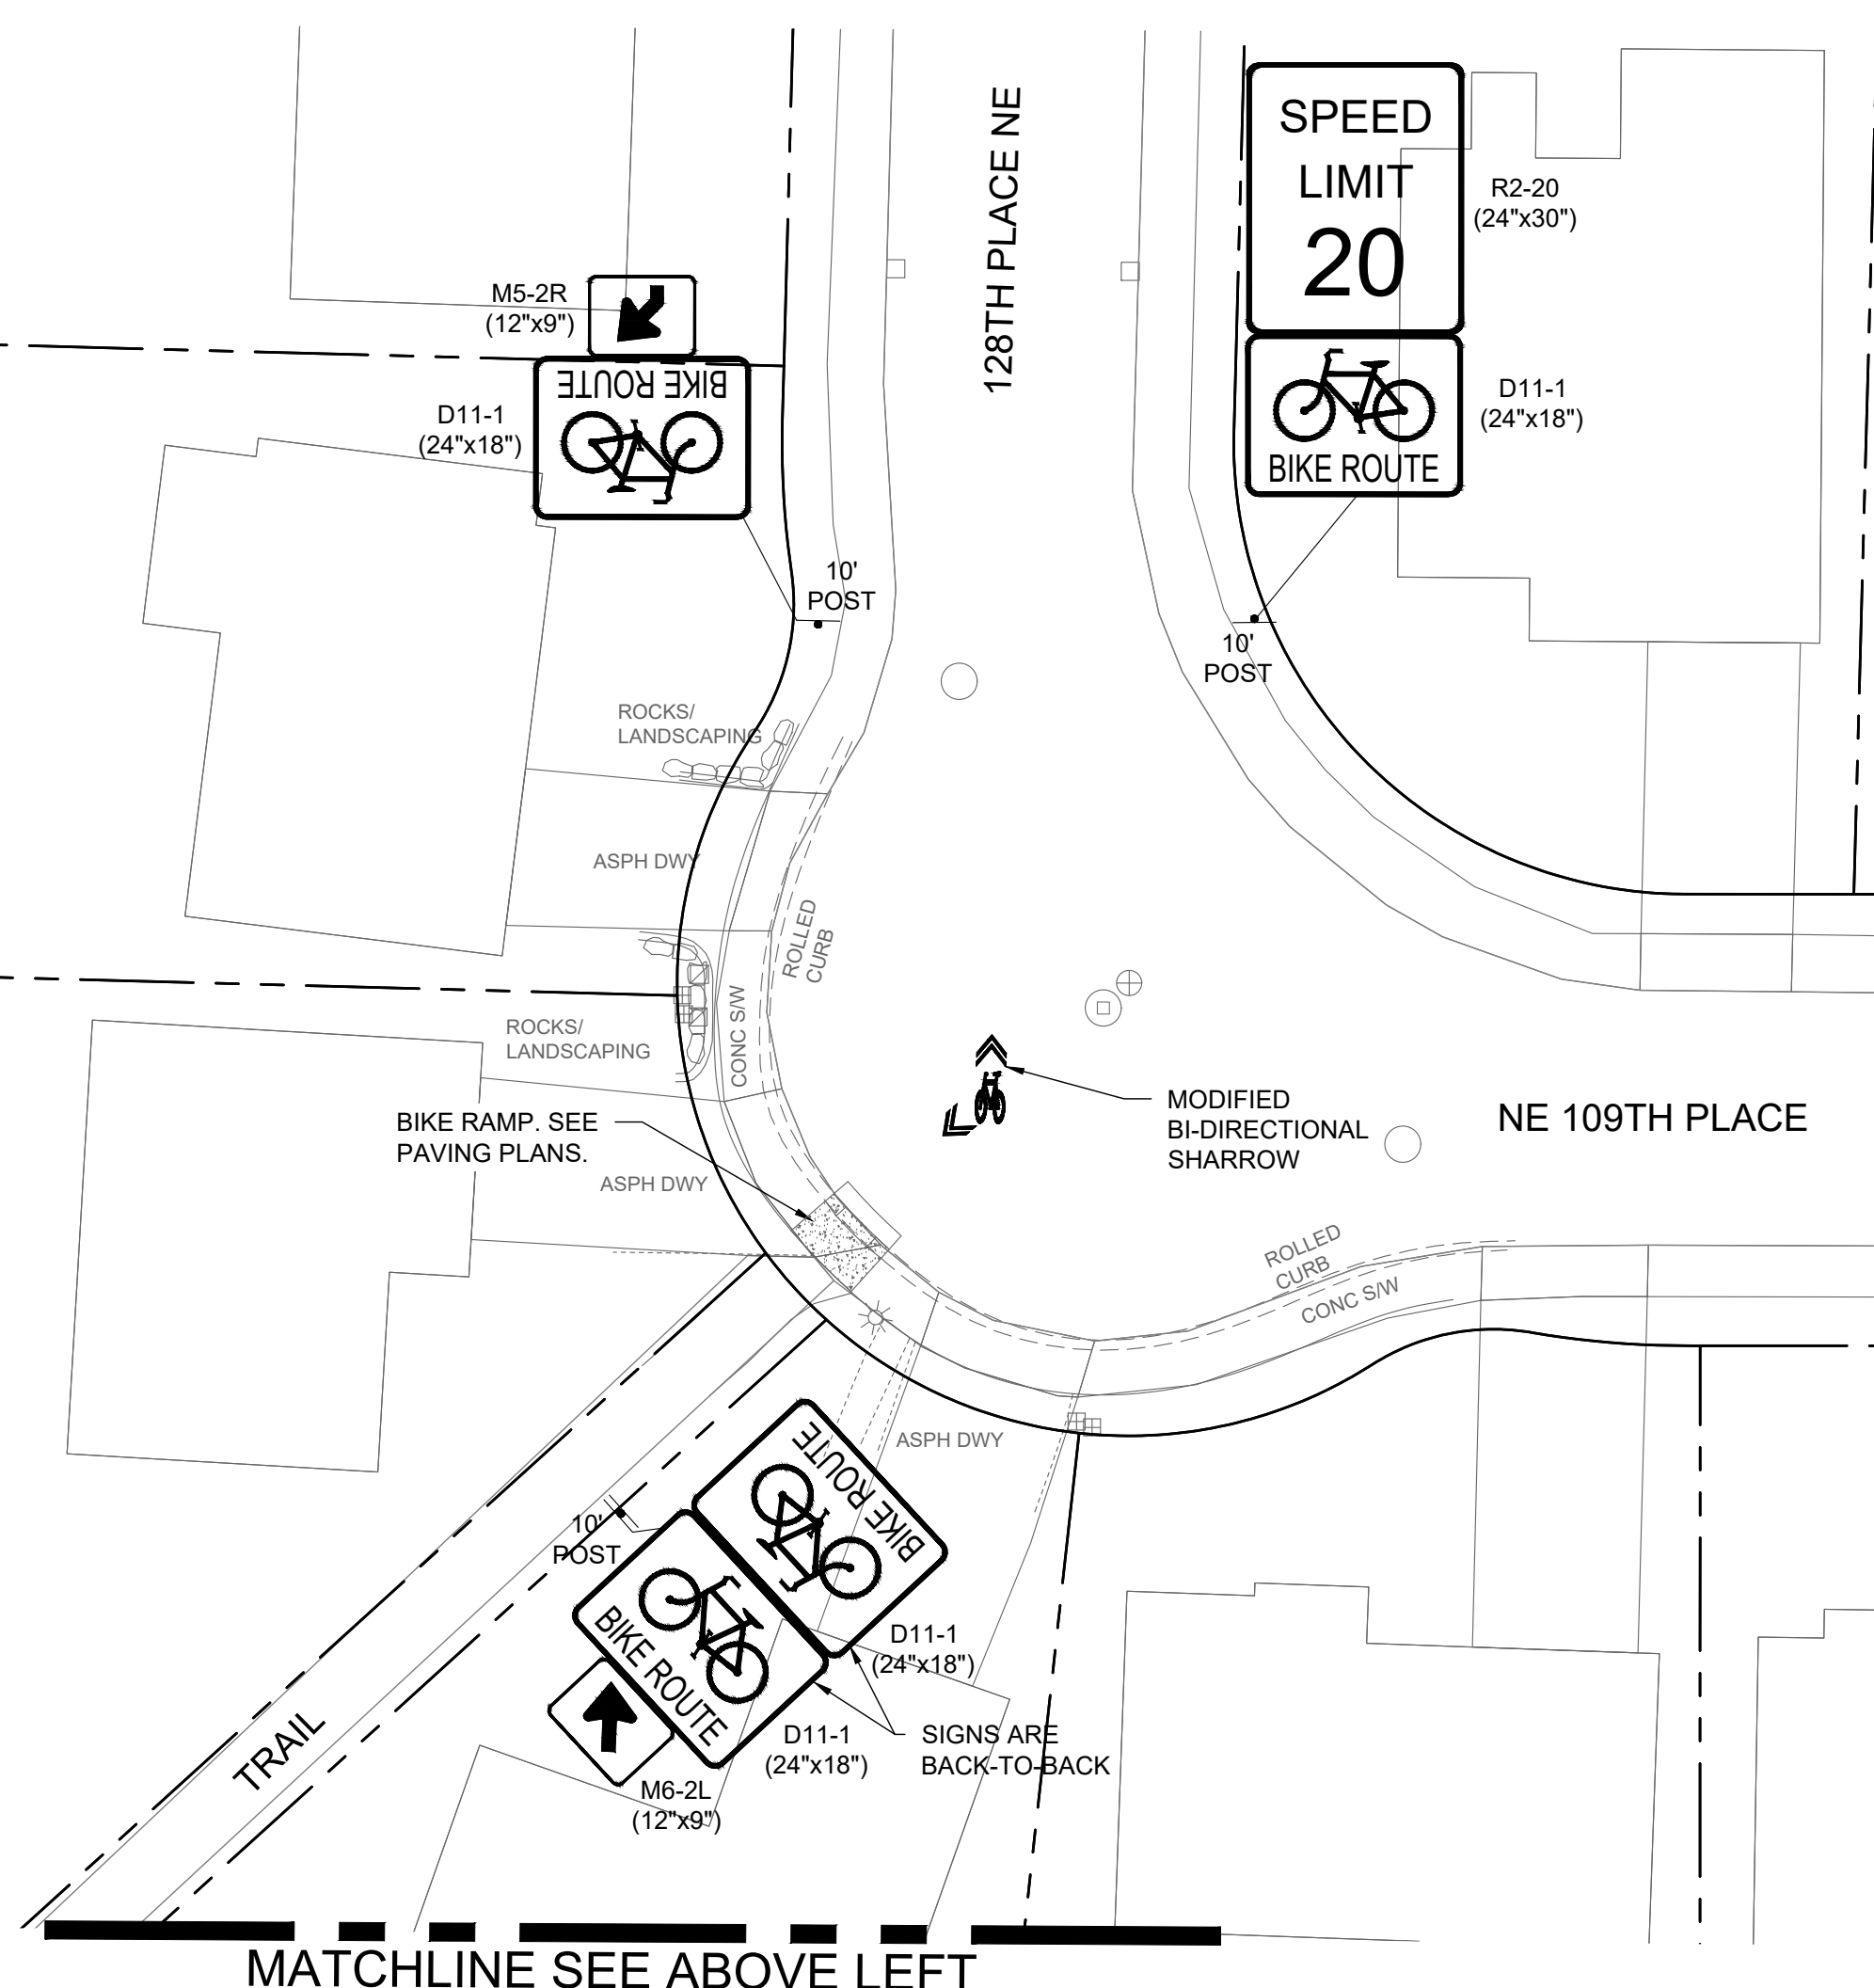 128TH PLACE NE
SPEED
LIMIT
20
R2-20
(24"x30")
BIKE ROUTE
D11-1
(24"x18")
10'
POST
M5-2R
(12"x9")
BIKE ROUTE
D11-1
(24"x18")
10'
POST
ROCKS/
LANDSCAPING
ASPH DWY
ROLLED
CURB
CONC S/W
ROCKS/
LANDSCAPING
BIKE RAMP. SEE
PAVING PLANS.
ASPH DWY
MODIFIED
BI-DIRECTIONAL
SHARROW
NE 109TH PLACE
ROLLED
CURB
CONC S/W
ASPH DWY
BIKE ROUTE
10'
POST
BIKE ROUTE
D11-1
(24"x18")
D11-1
(24"x18")
SIGNS ARE
BACK-TO-BACK
M6-2L
(12"x9")
TRAIL
MATCHLINE SEE ABOVE LEFT